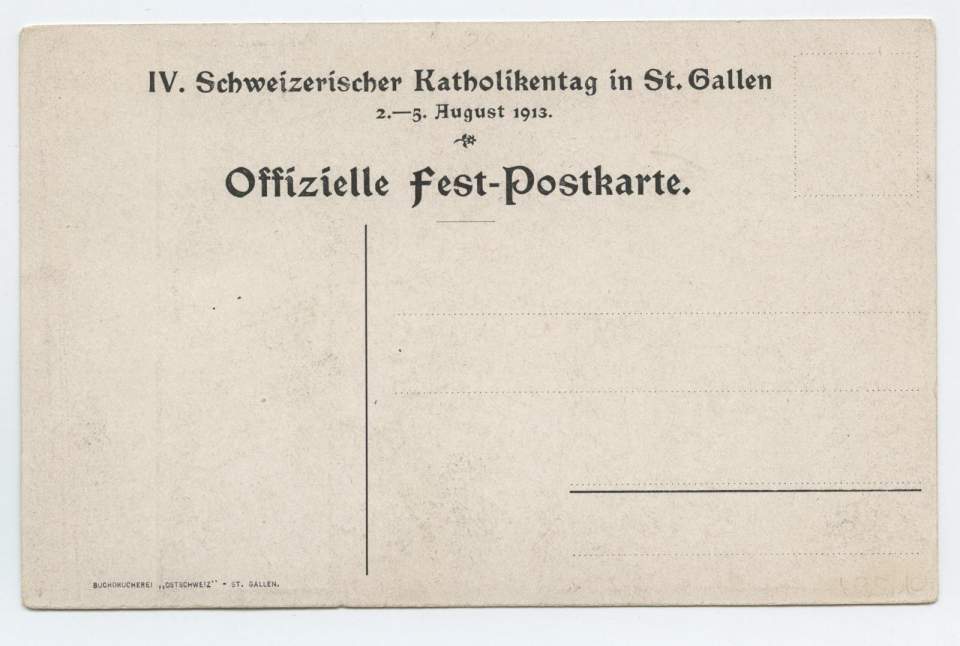 IV. Schweizerischer Katholikentag in St. Gallen
2.—5. August 1913.
Offizielle Fest-Postkarte.
BUCHDRUCKEREI „OSTSCHWEIZ" - ST. GALLEN.